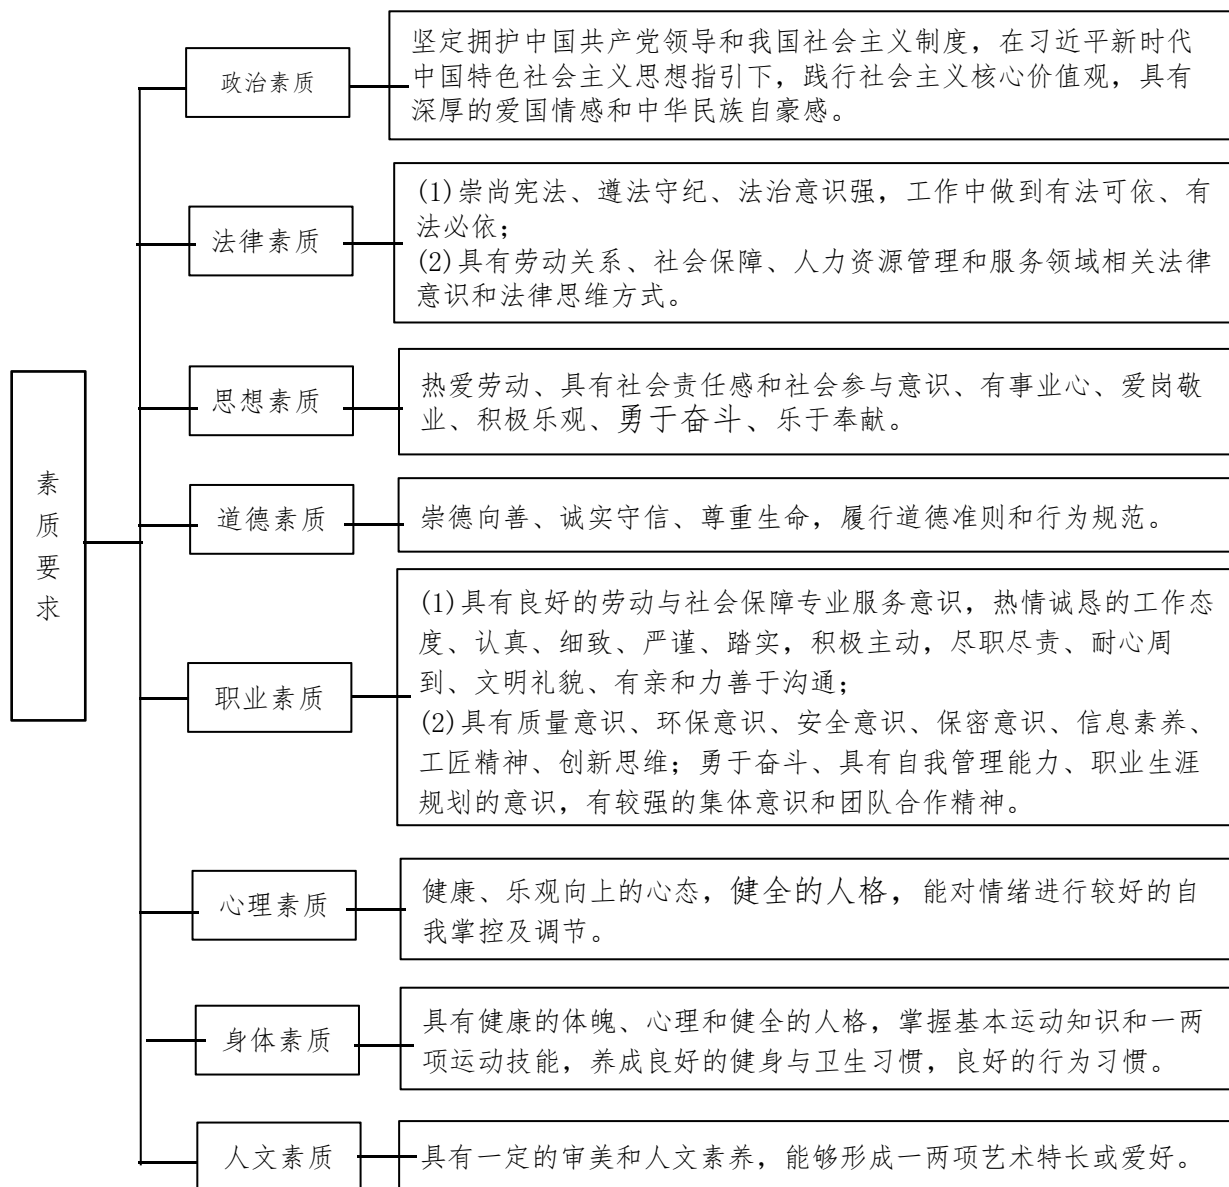 素
质
要
求
政治素质
坚定拥护中国共产党领导和我国社会主义制度，在习近平新时代
中国特色社会主义思想指引下，践行社会主义核心价值观，具有
深厚的爱国情感和中华民族自豪感。
法律素质
(1)崇尚宪法、遵法守纪、法治意识强，工作中做到有法可依、有
法必依；
(2)具有劳动关系、社会保障、人力资源管理和服务领域相关法律
意识和法律思维方式。
思想素质
热爱劳动、具有社会责任感和社会参与意识、有事业心、爱岗敬
业、积极乐观、勇于奋斗、乐于奉献。
道德素质
崇德向善、诚实守信、尊重生命，履行道德准则和行为规范。
职业素质
(1)具有良好的劳动与社会保障专业服务意识，热情诚恳的工作态
度、认真、细致、严谨、踏实，积极主动，尽职尽责、耐心周
到、文明礼貌、有亲和力善于沟通；
(2)具有质量意识、环保意识、安全意识、保密意识、信息素养、
工匠精神、创新思维；勇于奋斗、具有自我管理能力、职业生涯
规划的意识，有较强的集体意识和团队合作精神。
心理素质
健康、乐观向上的心态，健全的人格，能对情绪进行较好的自
我掌控及调节。
身体素质
具有健康的体魄、心理和健全的人格，掌握基本运动知识和一两
项运动技能，养成良好的健身与卫生习惯，良好的行为习惯。
人文素质
具有一定的审美和人文素养，能够形成一两项艺术特长或爱好。